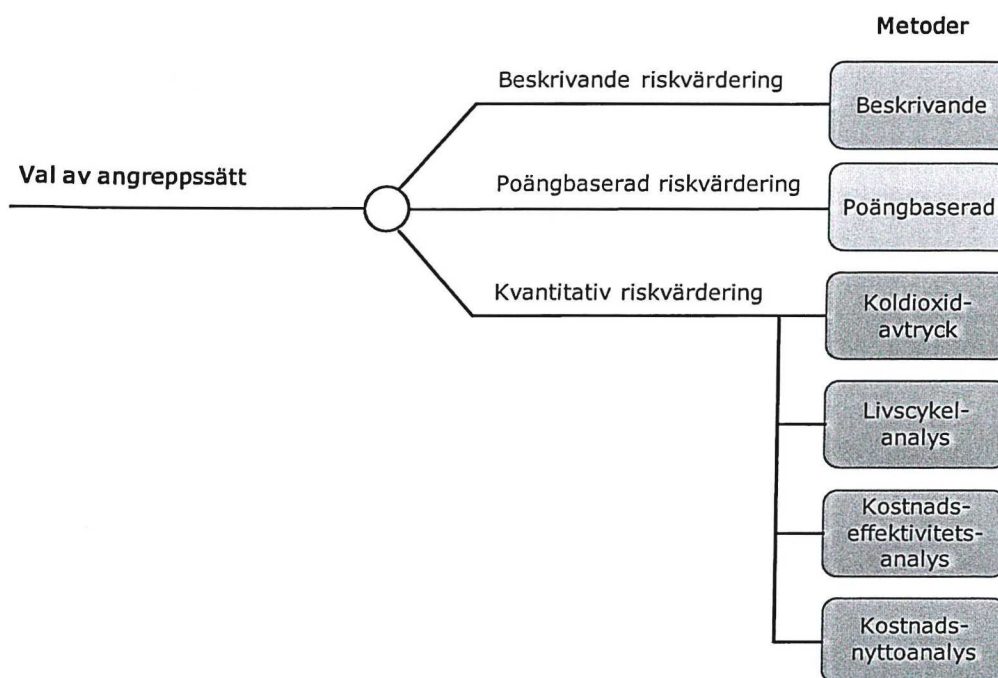 Metoder
Beskrivande riskvärdering
Beskrivande
Val av angreppssätt
Poängbaserad riskvärdering
Poängbaserad
Kvantitativ riskvärdering
Koldioxid-
avtryck
Livscykel-
analys
Kostnads-
effektivitets-
analys
Kostnads-
nyttoanalys